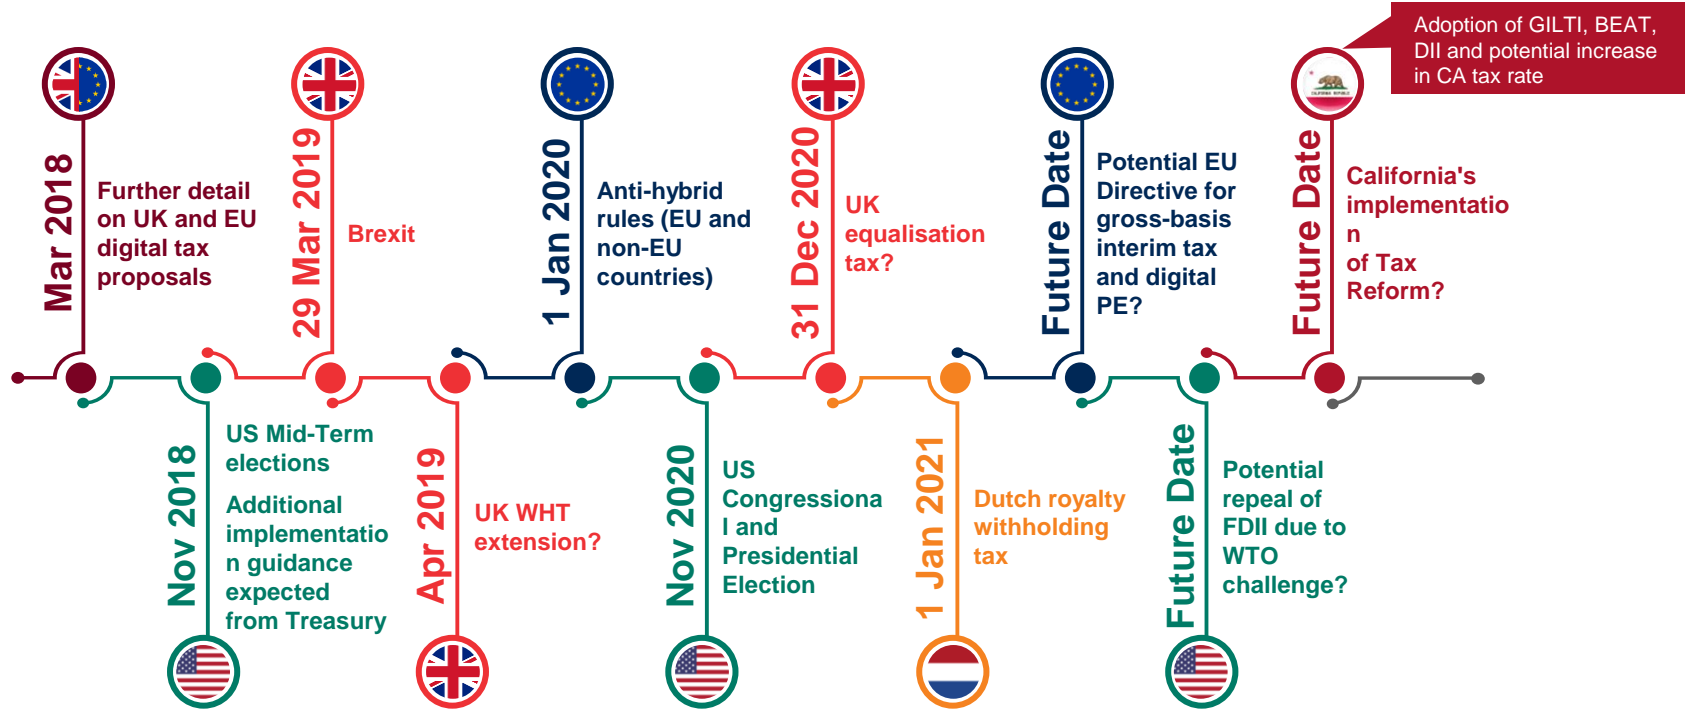 Adoption of GILTI, BEAT,
DII and potential increase
in CA tax rate
Mar 2018
Further detail
on UK and EU
digital tax
proposals
29 Mar 2019
Brexit
1 Jan 2020
Anti-hybrid
rules (EU and
non-EU
countries)
31 Dec 2020
UK
equalisation
tax?
Future Date
Potential EU
Directive for
gross-basis
interim tax
and digital
PE?
Future Date
California's
implementatio
n
of Tax
Reform?
Nov 2018
US Mid-Term
elections
Additional
implementatio
n guidance
expected
from Treasury
Apr 2019
UK WHT
extension?
Nov 2020
US
Congressiona
l and
Presidential
Election
1 Jan 2021
Dutch royalty
withholding
tax
Future Date
Potential
repeal of
FDII due to
WTO
challenge?